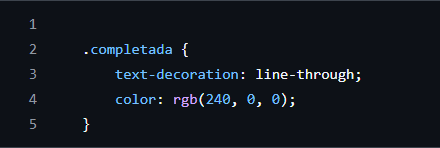 1
2 .completada {
3 text-decoration: line-through;
4 color: rgb(240, 0, 0);
5 }